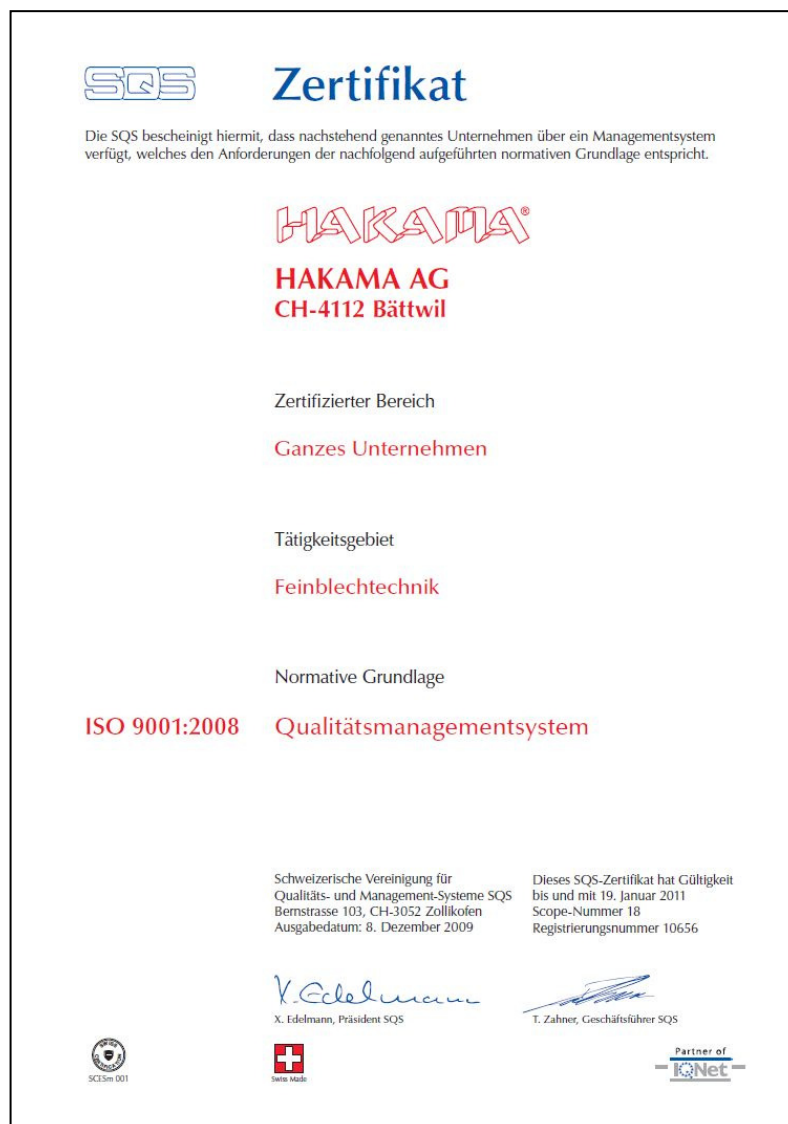 SQS Zertifikat
Die SQS bescheinigt hiermit, dass nachstehend genanntes Unternehmen über ein Managementsystem
verfügt, welches den Anforderungen der nachfolgend aufgeführten normativen Grundlage entspricht.
HAKAMA®
HAKAMA AG
CH-4112 Bättwil
Zertifizierter Bereich
Ganzes Unternehmen
Tätigkeitsgebiet
Feinblechtechnik
Normative Grundlage
ISO 9001:2008 Qualitätsmanagementsystem
Schweizerische Vereinigung für
Qualitäts- und Management-Systeme SQS
Bernstrasse 103, CH-3052 Zollikofen
Ausgabedatum: 8. Dezember 2009
Dieses SQS-Zertifikat hat Gültigkeit
bis und mit 19. Januar 2011
Scope-Nummer 18
Registrierungsnummer 10656
X. Edelmann
X. Edelmann, Präsident SQS
T. Zahner, Geschäftsführer SQS
SWISS CERTIFICATION
SCESm 001
Swiss Made
Partner of
IQNet